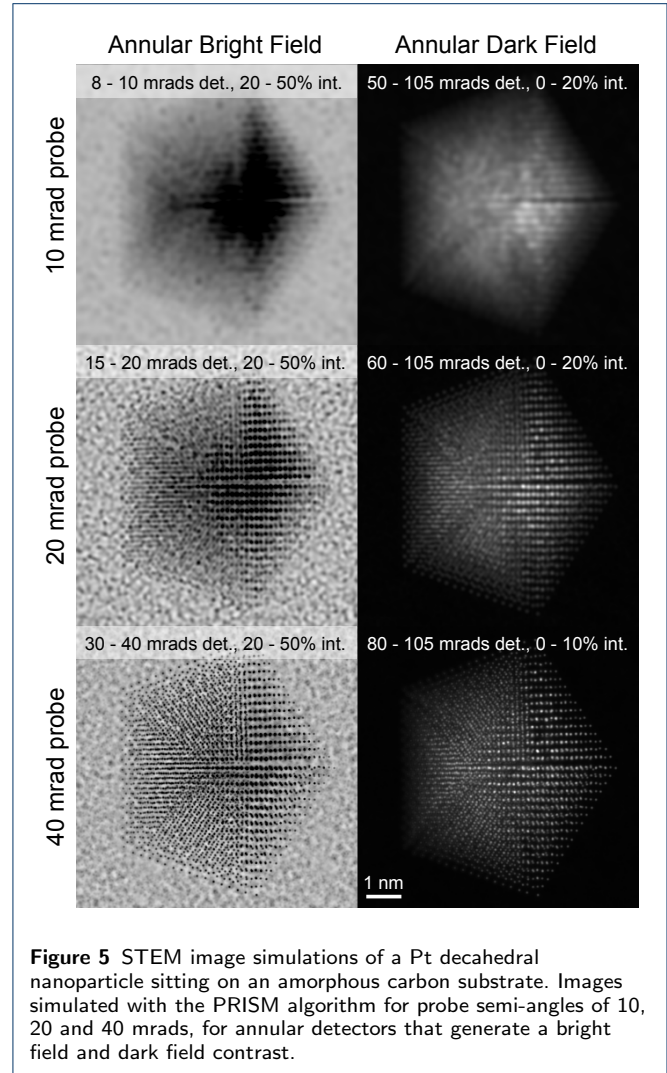 Annular Bright Field Annular Dark Field
8 - 10 mrads det., 20 - 50% int. 50 - 105 mrads det., 0 - 20% int.
10 mrad probe
15 - 20 mrads det., 20 - 50% int. 60 - 105 mrads det., 0 - 20% int.
20 mrad probe
30 - 40 mrads det., 20 - 50% int. 80 - 105 mrads det., 0 - 10% int.
40 mrad probe
1 nm
Figure 5 STEM image simulations of a Pt decahedral
nanoparticle sitting on an amorphous carbon substrate. Images
simulated with the PRISM algorithm for probe semi-angles of 10,
20 and 40 mrads, for annular detectors that generate a bright
field and dark field contrast.